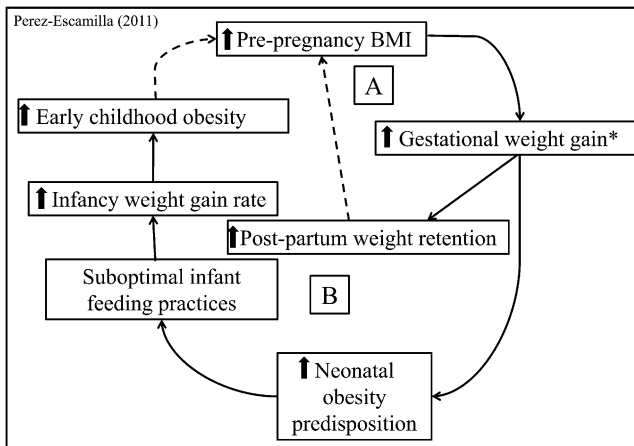 Perez-Escamilla (2011)
⬆Pre-pregnancy BMI
A
⬆Early childhood obesity
⬆Gestational weight gain*
⬆Infancy weight gain rate
⬆Post-partum weight retention
Suboptimal infant
feeding practices
B
⬆Neonatal
obesity
predisposition